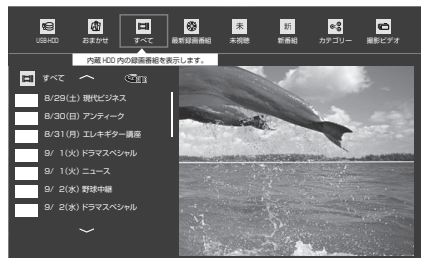 USB-HDD
おまかせ
すべて
最新録画番組
未
未視聴
新
新番組
カテゴリー
撮影ビデオ
内蔵 HDD 内の録画番組を表示します。
すべて
8/29(土) 現代ビジネス
8/30(日) アンティーク
8/31(月) エレキギター講座
9/ 1(火) ドラマスペシャル
9/ 1(火) ニュース
9/ 2(水) 野球中継
9/ 2(水) ドラマスペシャル